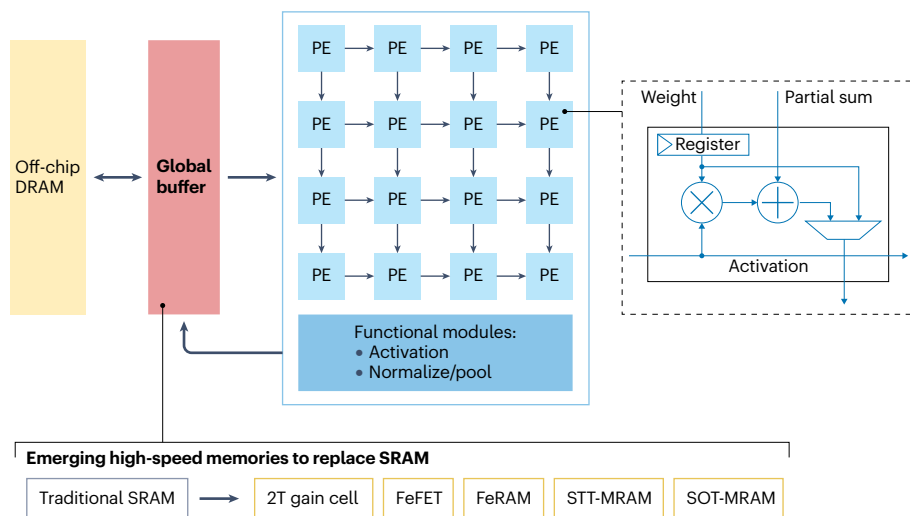 PE PE PE PE
Weight
Partial sum
PE PE PE PE
Register
Off-chip
DRAM
Global
buffer
PE PE PE PE
PE PE PE PE
Activation
Functional modules:
• Activation
• Normalize/pool
Emerging high-speed memories to replace SRAM
Traditional SRAM
2T gain cell
FeFET
FeRAM
STT-MRAM
SOT-MRAM